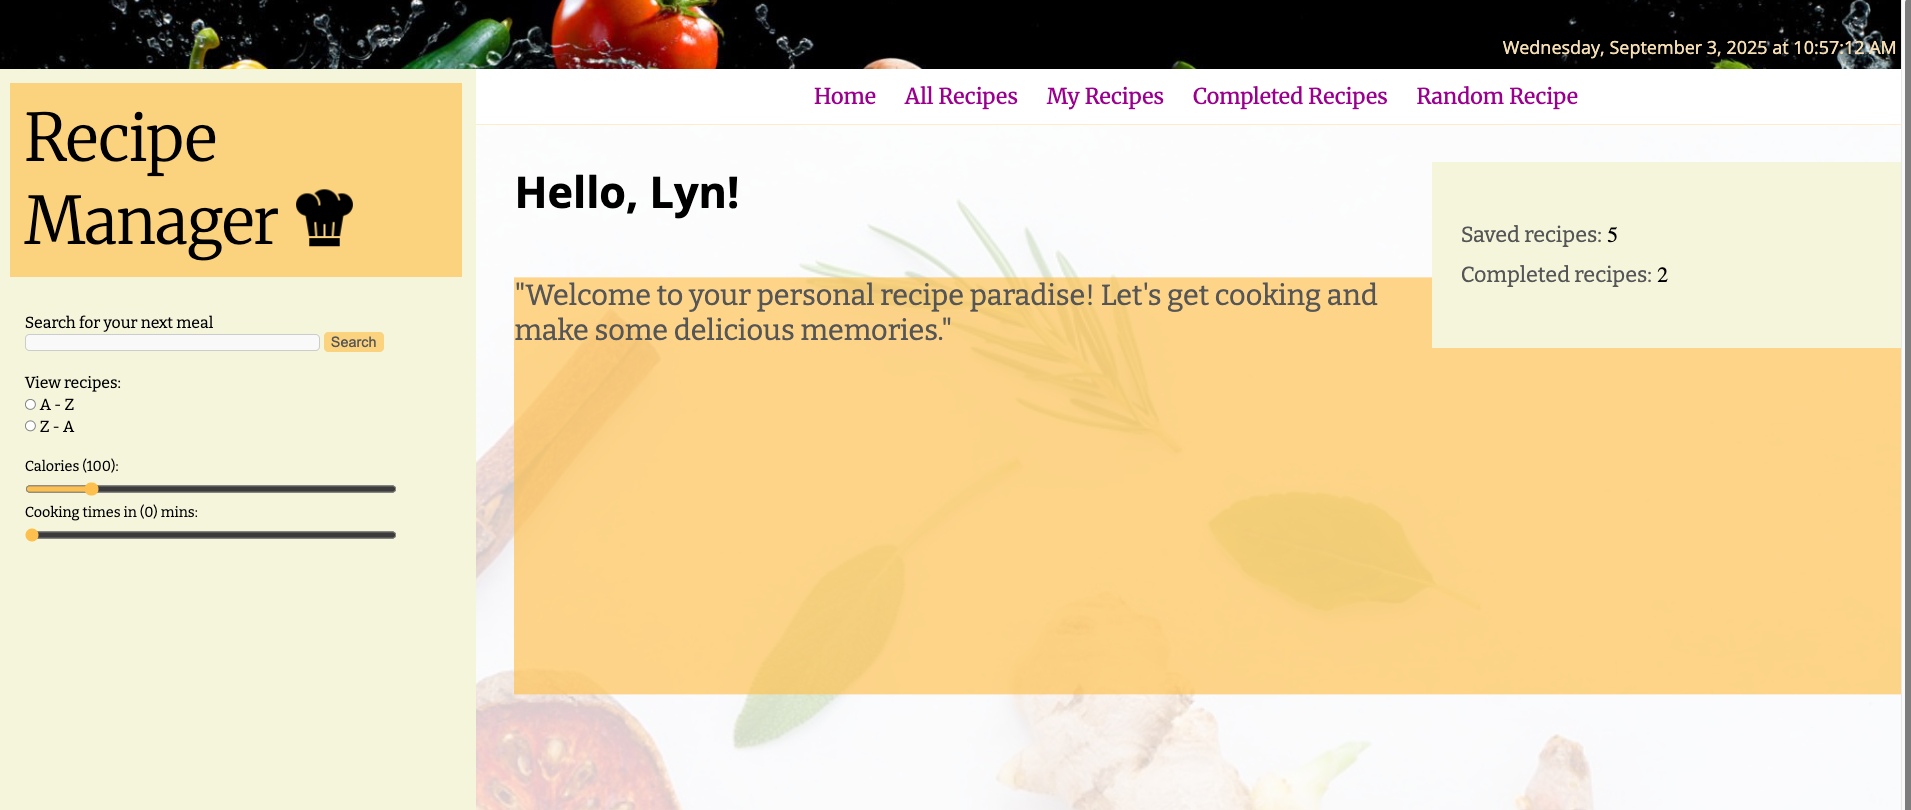 Wednesday, September 3, 2025 at 10:57:12 AM
Recipe
Manager
Home All Recipes My Recipes Completed Recipes Random Recipe
Search for your next meal
Search
View recipes:
A - Z
Z - A
Calories (100):
Cooking times in (0) mins:
Hello, Lyn!
"Welcome to your personal recipe paradise! Let's get cooking and
make some delicious memories."
Saved recipes: 5
Completed recipes: 2